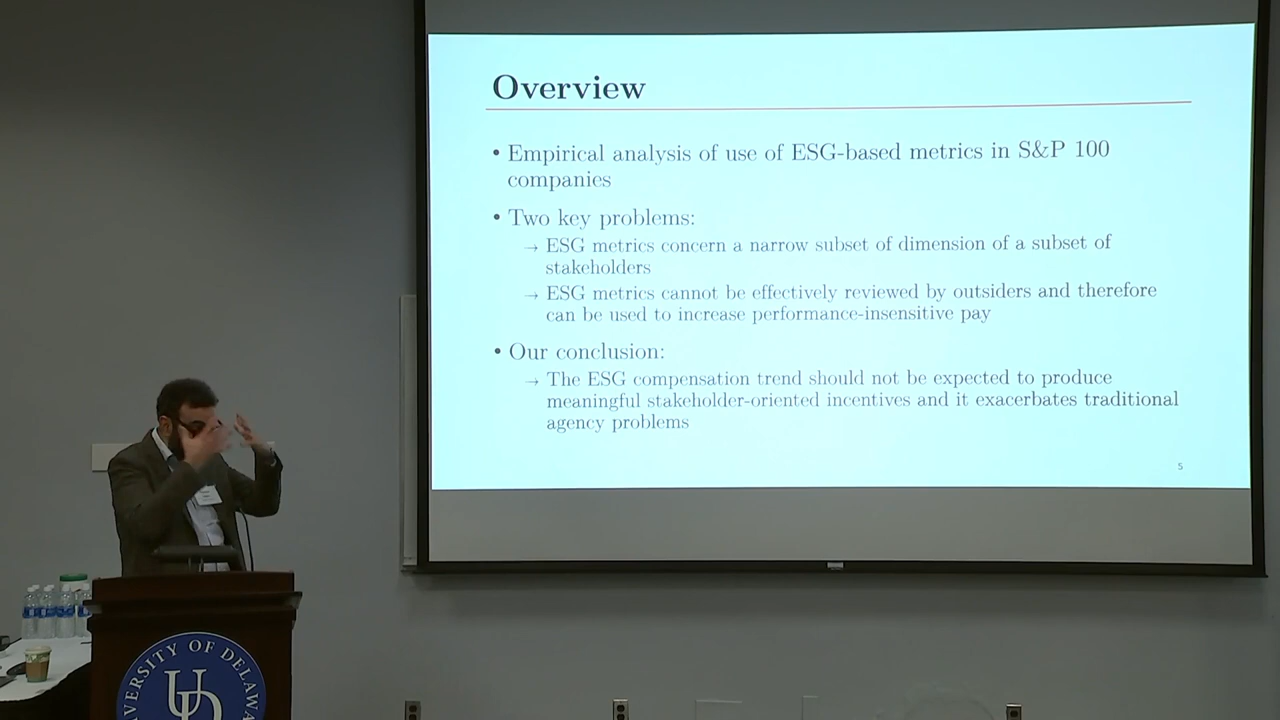 Overview
• Empirical analysis of use of ESG-based metrics in S&P 100
companies
• Two key problems:
→ ESG metrics concern a narrow subset of dimension of a subset of
stakeholders
→ ESG metrics cannot be effectively reviewed by outsiders and therefore
can be used to increase performance-insensitive pay
• Our conclusion:
→ The ESG compensation trend should not be expected to produce
meaningful stakeholder-oriented incentives and it exacerbates traditional
agency problems
5
UNIVERSITY OF DELAWA
UD